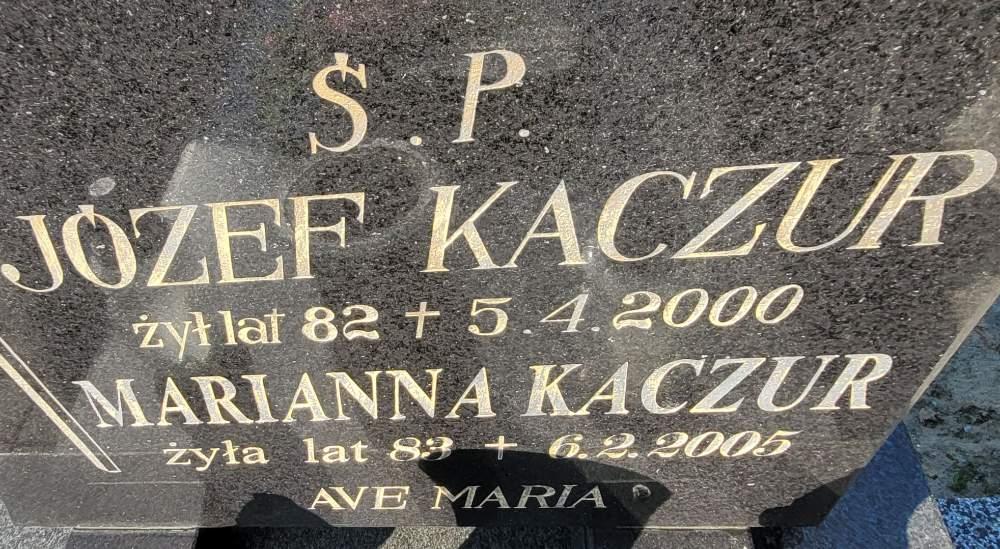 Ś.P.
JÓZEF KACZUR
żył lat 82 + 5.4.2000
MARIANNA KACZUR
żyła lat 83 + 6.2.2005
AVE MARIA